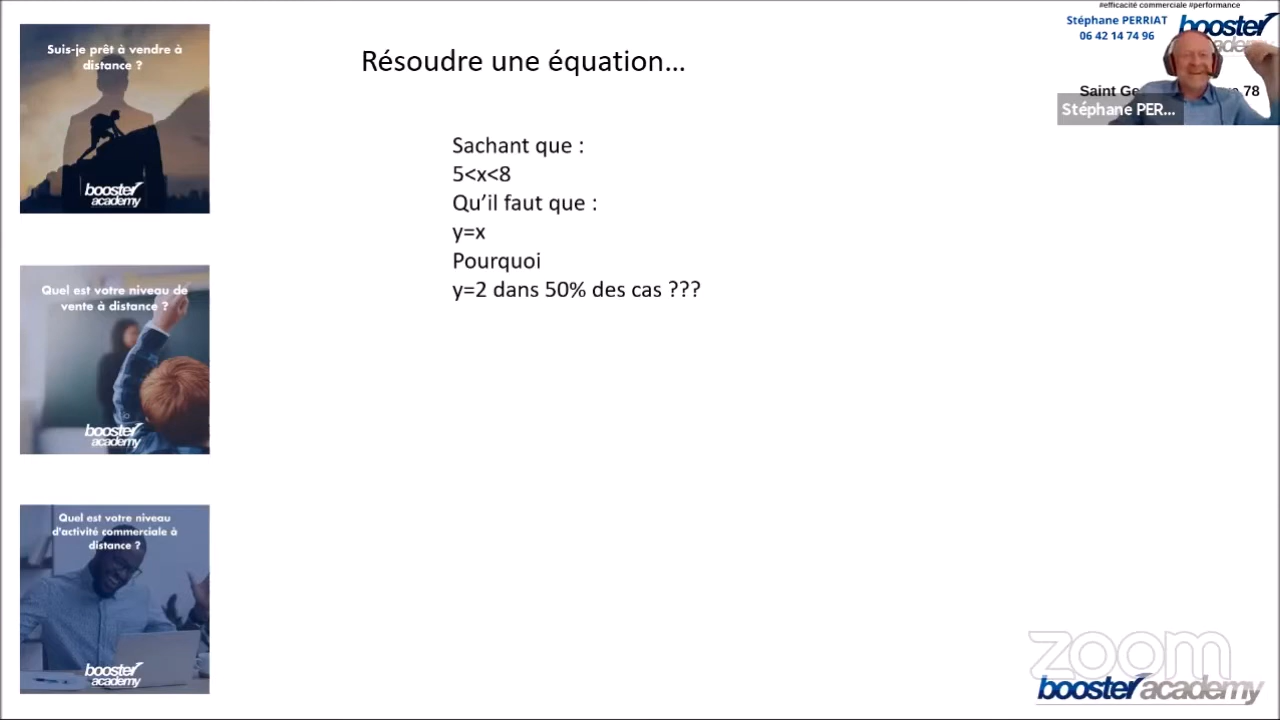 #efficacité commerciale #performance
Stéphane PERRIAT
06 42 14 74 96
booster
academy
78
Stéphane PER...
Résoudre une équation...
Sachant que :
5<x<8
Qu'il faut que :
y=x
Pourquoi
y=2 dans 50% des cas ???
Suis-je prêt à vendre à
distance ?
booster
academy
Quel est votre niveau de
vente à distance ?
booster
academy
Quel est votre niveau
d'activité commerciale à
distance ?
booster
academy
zoom
boosteracademy